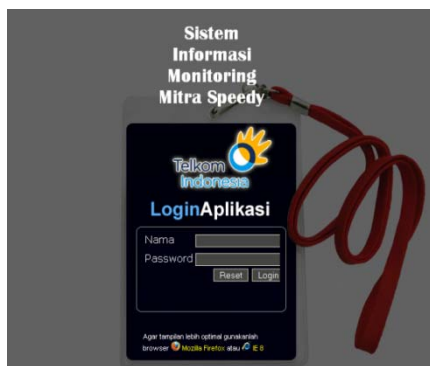 Sistem
Informasi
Monitoring
Mitra Speedy
Telkom
Indonesia
LoginAplikasi
Nama
Password
Reset Login
Agar tampilan lebih optimal gunakanlah
browser Mozilla Firefox atau IE 8